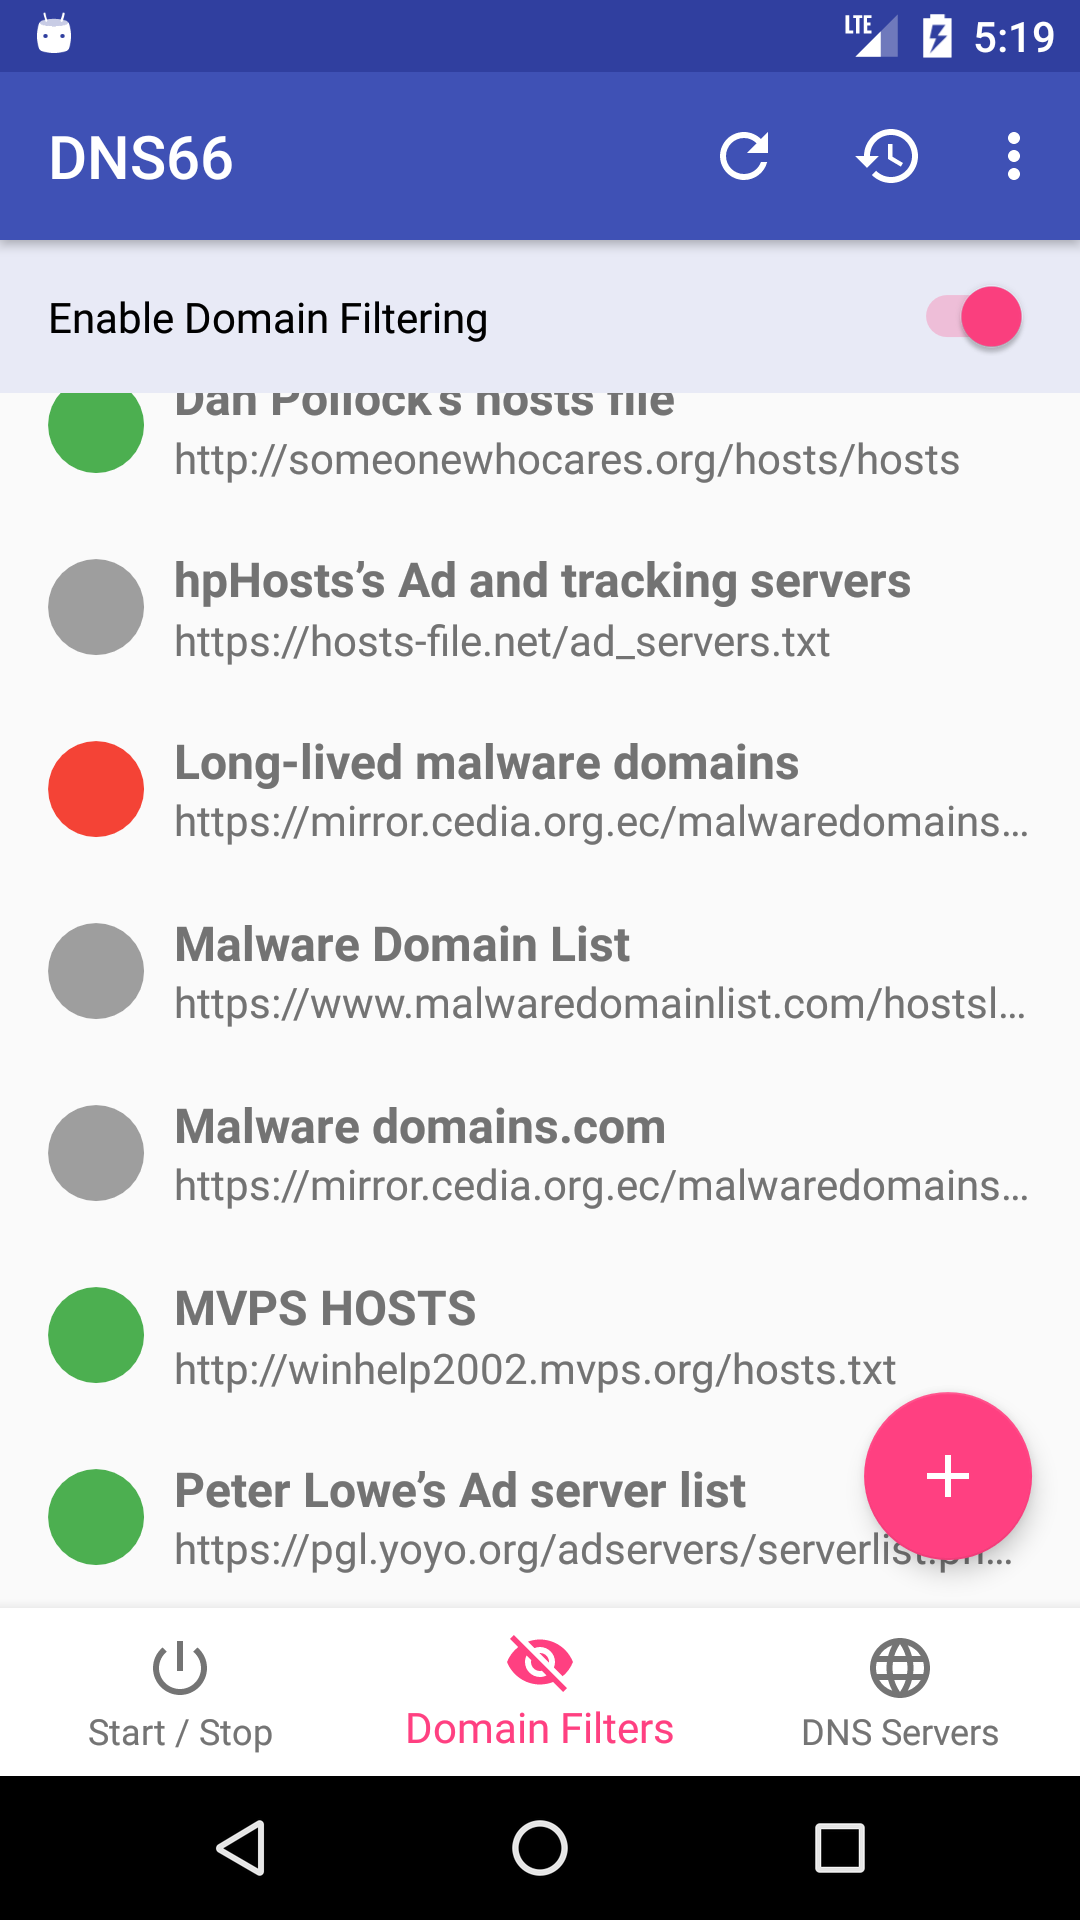 LTE 5:19
DNS66
Enable Domain Filtering
Dan Pollock's hosts file
http://someonewhocares.org/hosts/hosts
hpHosts’s Ad and tracking servers
https://hosts-file.net/ad_servers.txt
Long-lived malware domains
https://mirror.cedia.org.ec/malwaredomains…
Malware Domain List
https://www.malwaredomainlist.com/hostsl…
Malware domains.com
https://mirror.cedia.org.ec/malwaredomains…
MVPS HOSTS
http://winhelp2002.mvps.org/hosts.txt
Peter Lowe’s Ad server list
https://pgl.yoyo.org/adservers/serverlist.ph…
Start / Stop
Domain Filters
DNS Servers